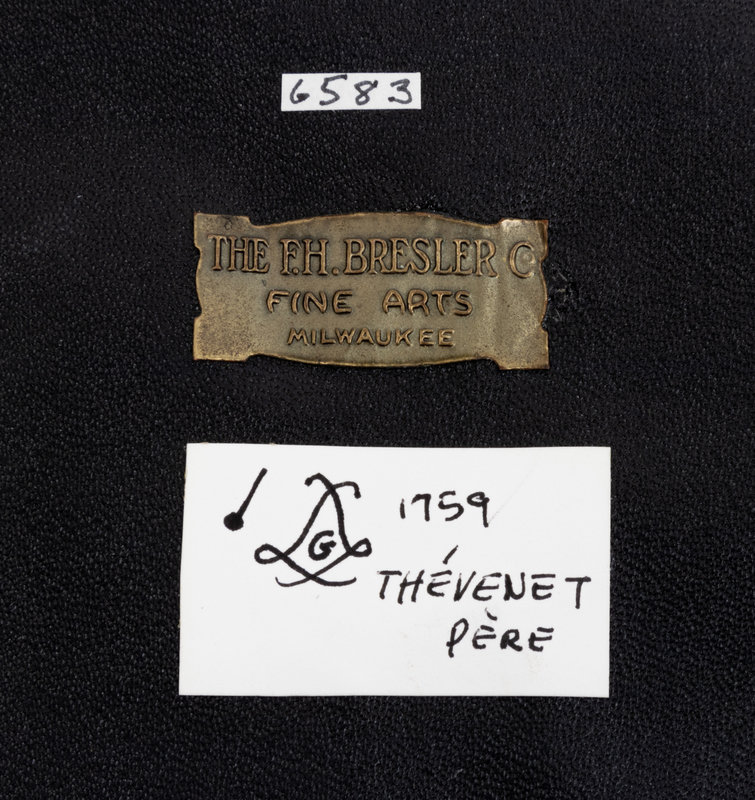 6583
THE F.H. BRESLER C
FINE ARTS
MILWAUKEE
G 1759
THÉVENET
PÈRE